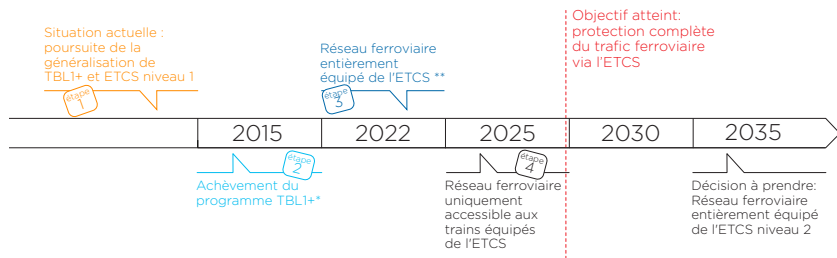 Situation actuelle :
poursuite de la
généralisation de
TBL1+ et ETCS niveau 1
étape
1
Réseau ferroviaire
entièrement
équipé de l'ETCS **
étape
3
Objectif atteint:
protection complète
du trafic ferroviaire
via l'ETCS
2015
2022
2025
2030
2035
étape
2
Achèvement du
programme TBL1+*
étape
4
Réseau ferroviaire
uniquement
accessible aux
trains équipés
de l'ETCS
Décision à prendre:
Réseau ferroviaire
entièrement équipé
de l'ETCS niveau 2